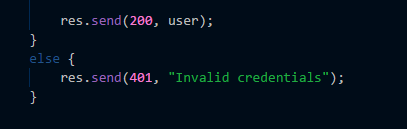 res.send(200, user);
}
else {
res.send(401, "Invalid credentials");
}